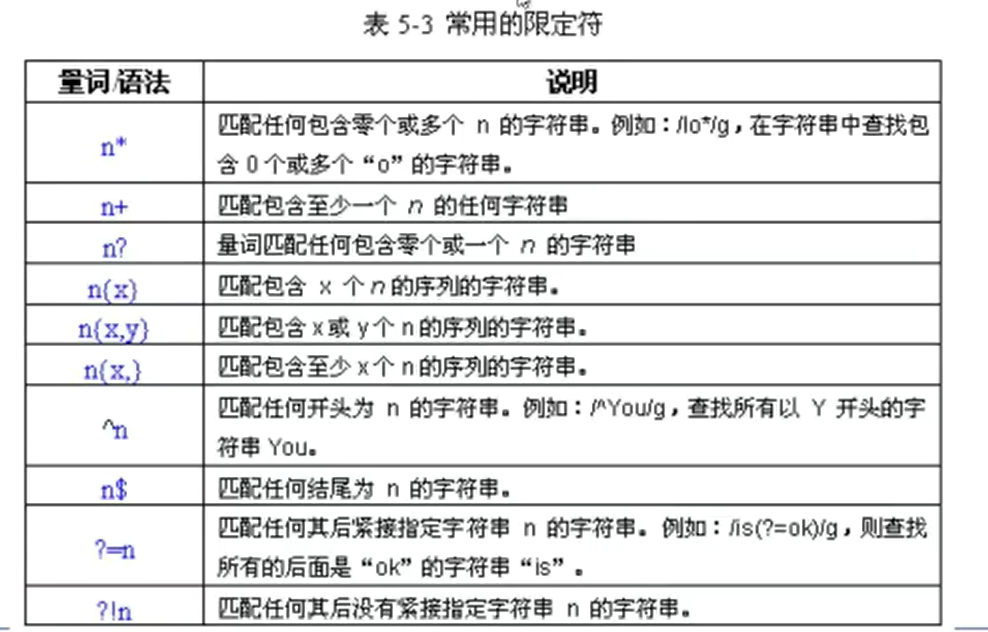 表 5-3 常用的限定符
量词/语法 说明
n* 匹配任何包含零个或多个 n 的字符串。例如：/lo*/g，在字符串中查找包
含 0 个或多个“o”的字符串。
n+ 匹配包含至少一个 n 的任何字符串
n? 量词匹配任何包含零个或一个 n 的字符串
n{x} 匹配包含 x 个 n 的序列的字符串。
n{x,y} 匹配包含 x 或 y 个 n 的序列的字符串。
n{x,} 匹配包含至少 x 个 n 的序列的字符串。
^n 匹配任何开头为 n 的字符串。例如：/^You/g，查找所有以 Y 开头的字
符串 You。
n$ 匹配任何结尾为 n 的字符串。
?=n 匹配任何其后紧接指定字符串 n 的字符串。例如：/is(?=ok)/g，则查找
所有的后面是“ok”的字符串“is”。
?!n 匹配任何其后没有紧接指定字符串 n 的字符串。